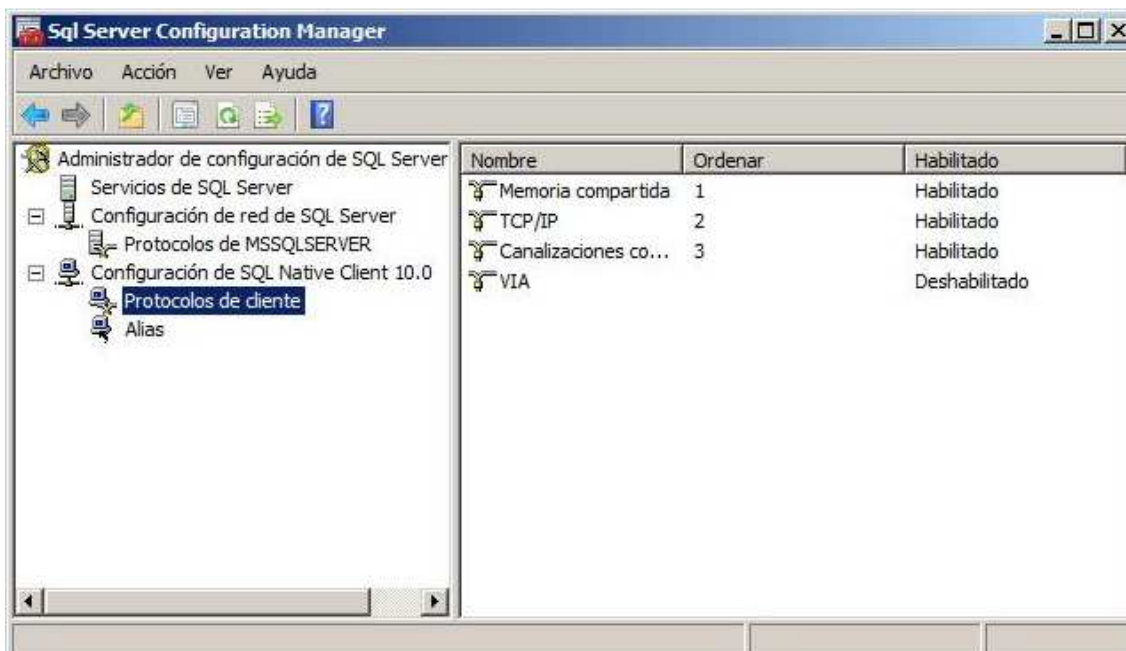 Sql Server Configuration Manager
Archivo Acción Ver Ayuda
Administrador de configuración de SQL Server
Servicios de SQL Server
Configuración de red de SQL Server
Protocolos de MSSQLSERVER
Configuración de SQL Native Client 10.0
Protocolos de cliente
Alias
Nombre Ordenar Habilitado
Memoria compartida 1 Habilitado
TCP/IP 2 Habilitado
Canalizaciones co... 3 Habilitado
VIA Deshabilitado